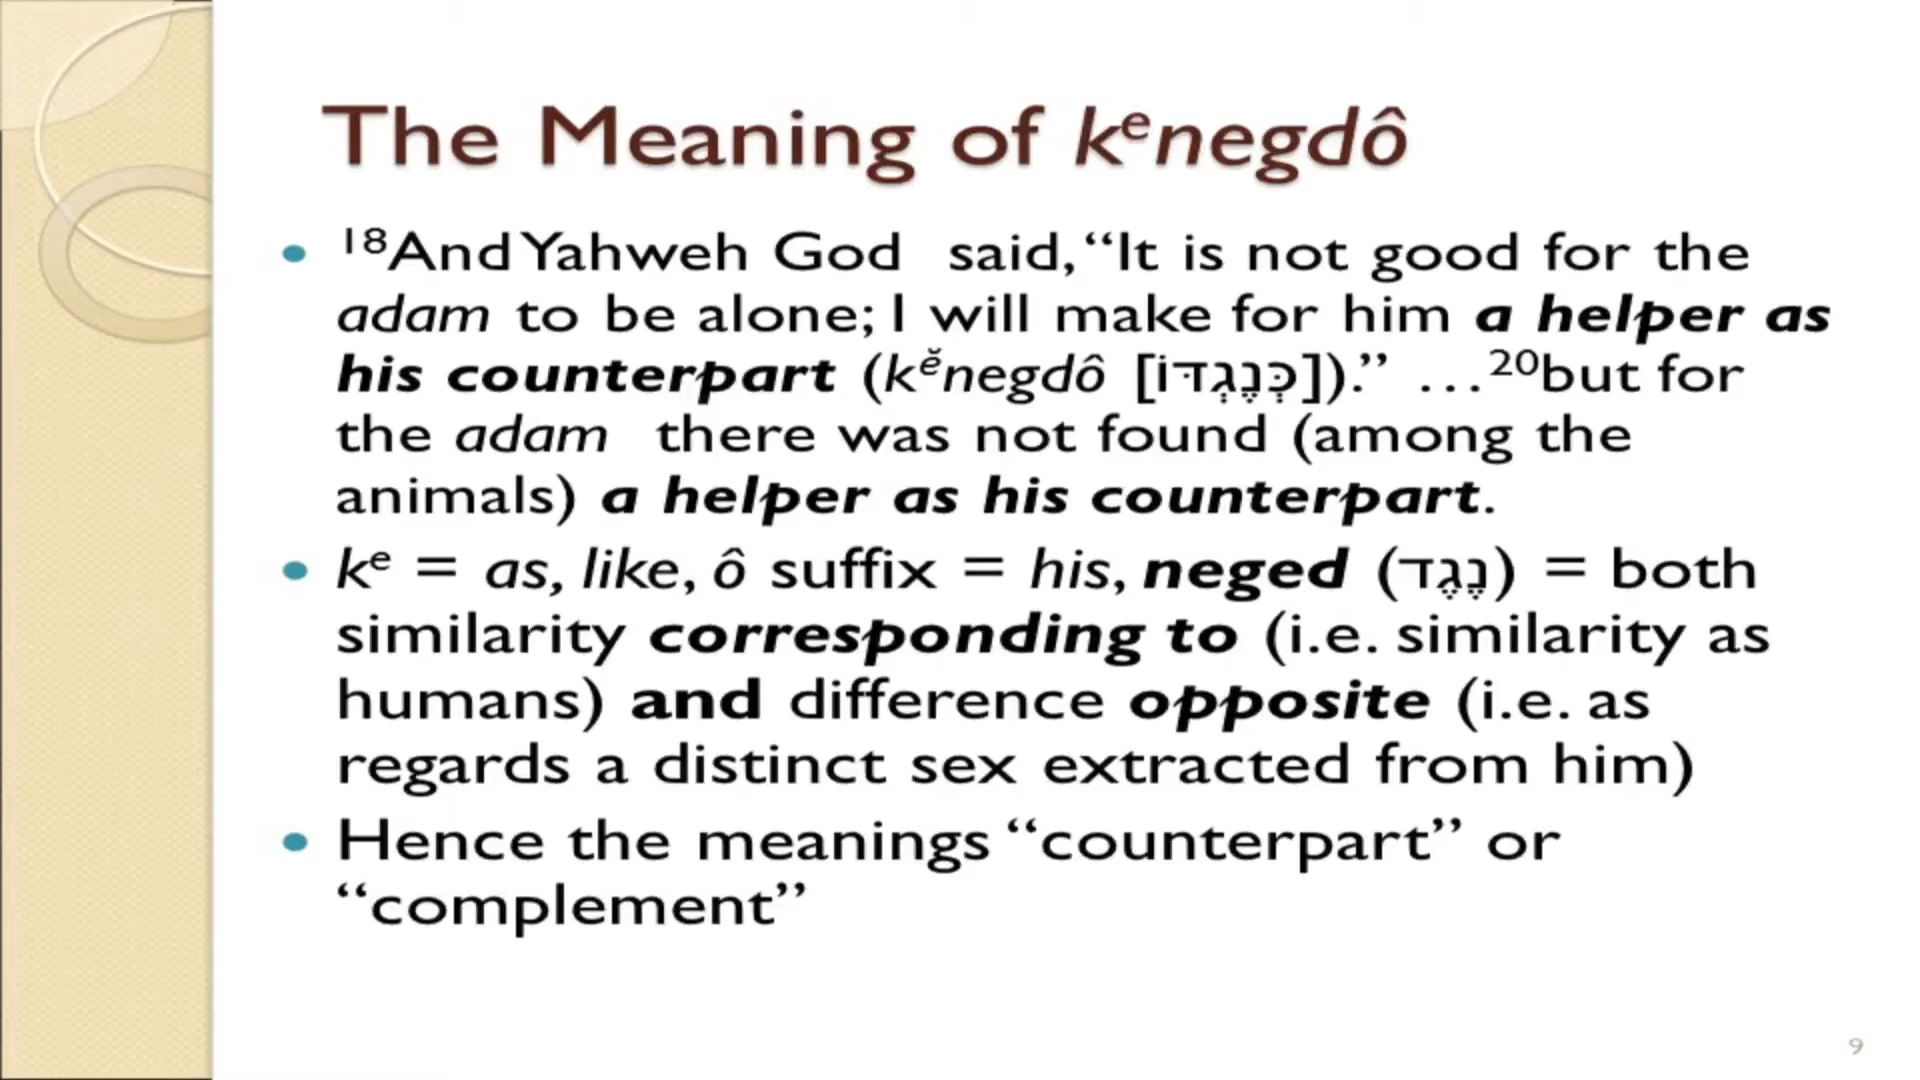 The Meaning of kᵉnegdô
• ¹⁸And Yahweh God said, “It is not good for the
adam to be alone; I will make for him a helper as
his counterpart (kᵉ̆negdô [כְּנֶגְדּוֹ]).” …²⁰but for
the adam there was not found (among the
animals) a helper as his counterpart.
• kᵉ = as, like, ô suffix = his, neged (נֶגֶד) = both
similarity corresponding to (i.e. similarity as
humans) and difference opposite (i.e. as
regards a distinct sex extracted from him)
• Hence the meanings “counterpart” or
“complement”
9